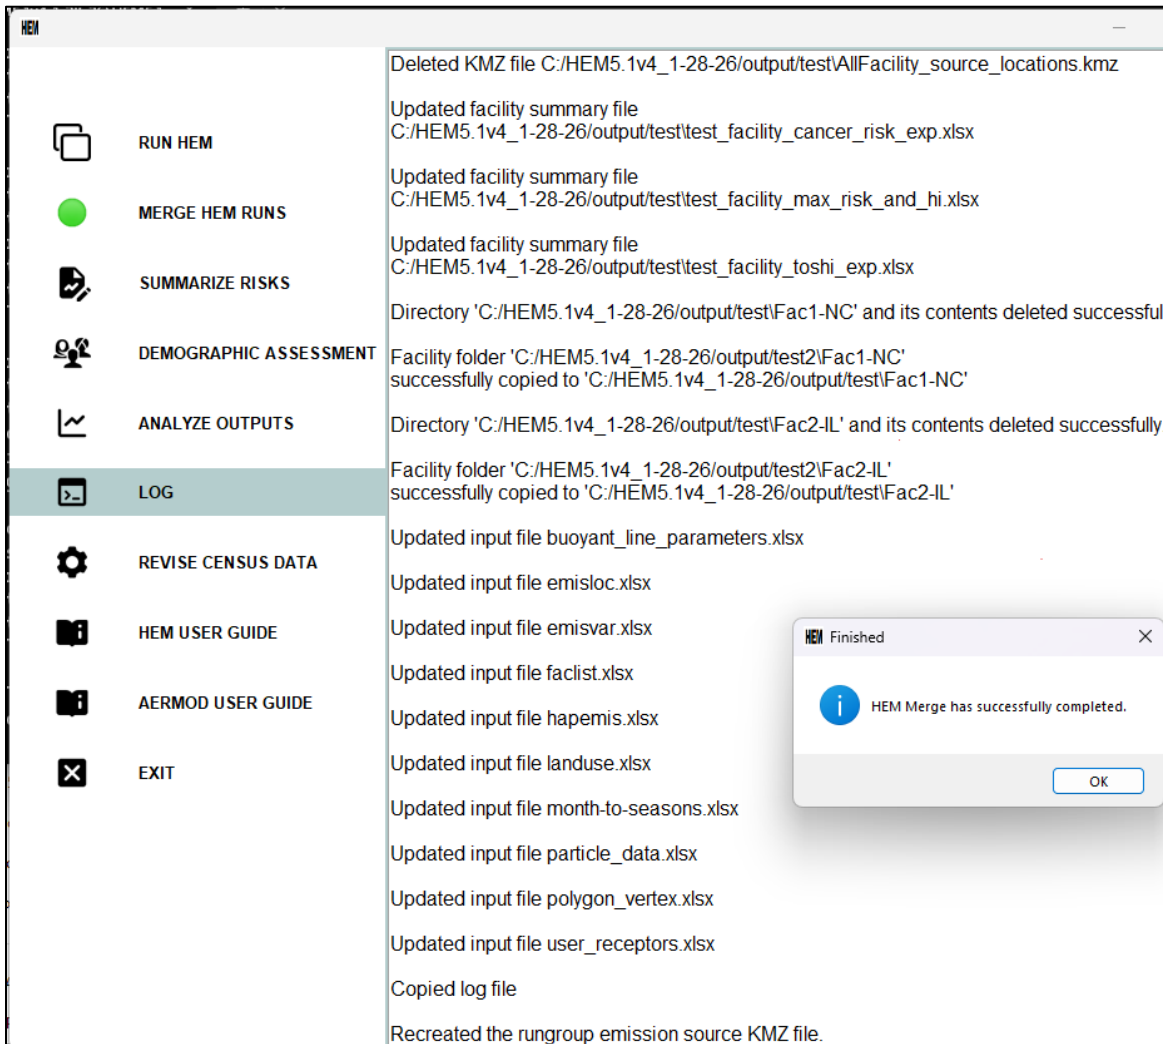 HEM
RUN HEM
MERGE HEM RUNS
SUMMARIZE RISKS
DEMOGRAPHIC ASSESSMENT
ANALYZE OUTPUTS
LOG
REVISE CENSUS DATA
HEM USER GUIDE
AERMOD USER GUIDE
EXIT
Deleted KMZ file C:/HEM5.1v4_1-28-26/output/test\AllFacility_source_locations.kmz
Updated facility summary file
C:/HEM5.1v4_1-28-26/output/test\test_facility_cancer_risk_exp.xlsx
Updated facility summary file
C:/HEM5.1v4_1-28-26/output/test\test_facility_max_risk_and_hi.xlsx
Updated facility summary file
C:/HEM5.1v4_1-28-26/output/test\test_facility_toshi_exp.xlsx
Directory 'C:/HEM5.1v4_1-28-26/output/test\Fac1-NC' and its contents deleted successful
Facility folder 'C:/HEM5.1v4_1-28-26/output/test2\Fac1-NC'
successfully copied to 'C:/HEM5.1v4_1-28-26/output/test\Fac1-NC'
Directory 'C:/HEM5.1v4_1-28-26/output/test\Fac2-IL' and its contents deleted successfully
Facility folder 'C:/HEM5.1v4_1-28-26/output/test2\Fac2-IL'
successfully copied to 'C:/HEM5.1v4_1-28-26/output/test\Fac2-IL'
Updated input file buoyant_line_parameters.xlsx
Updated input file emisloc.xlsx
Updated input file emisvar.xlsx
Updated input file faclist.xlsx
Updated input file hapemis.xlsx
Updated input file landuse.xlsx
Updated input file month-to-seasons.xlsx
Updated input file particle_data.xlsx
Updated input file polygon_vertex.xlsx
Updated input file user_receptors.xlsx
Copied log file
Recreated the rungroup emission source KMZ file.
HEM Finished
HEM Merge has successfully completed.
OK